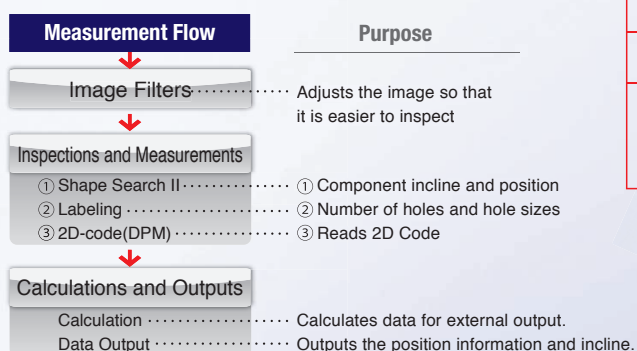 Measurement Flow Purpose
Image Filters Adjusts the image so that
it is easier to inspect
Inspections and Measurements
① Shape Search II ① Component incline and position
② Labeling ② Number of holes and hole sizes
③ 2D-code(DPM) ③ Reads 2D Code
Calculations and Outputs
Calculation Calculates data for external output.
Data Output Outputs the position information and incline.